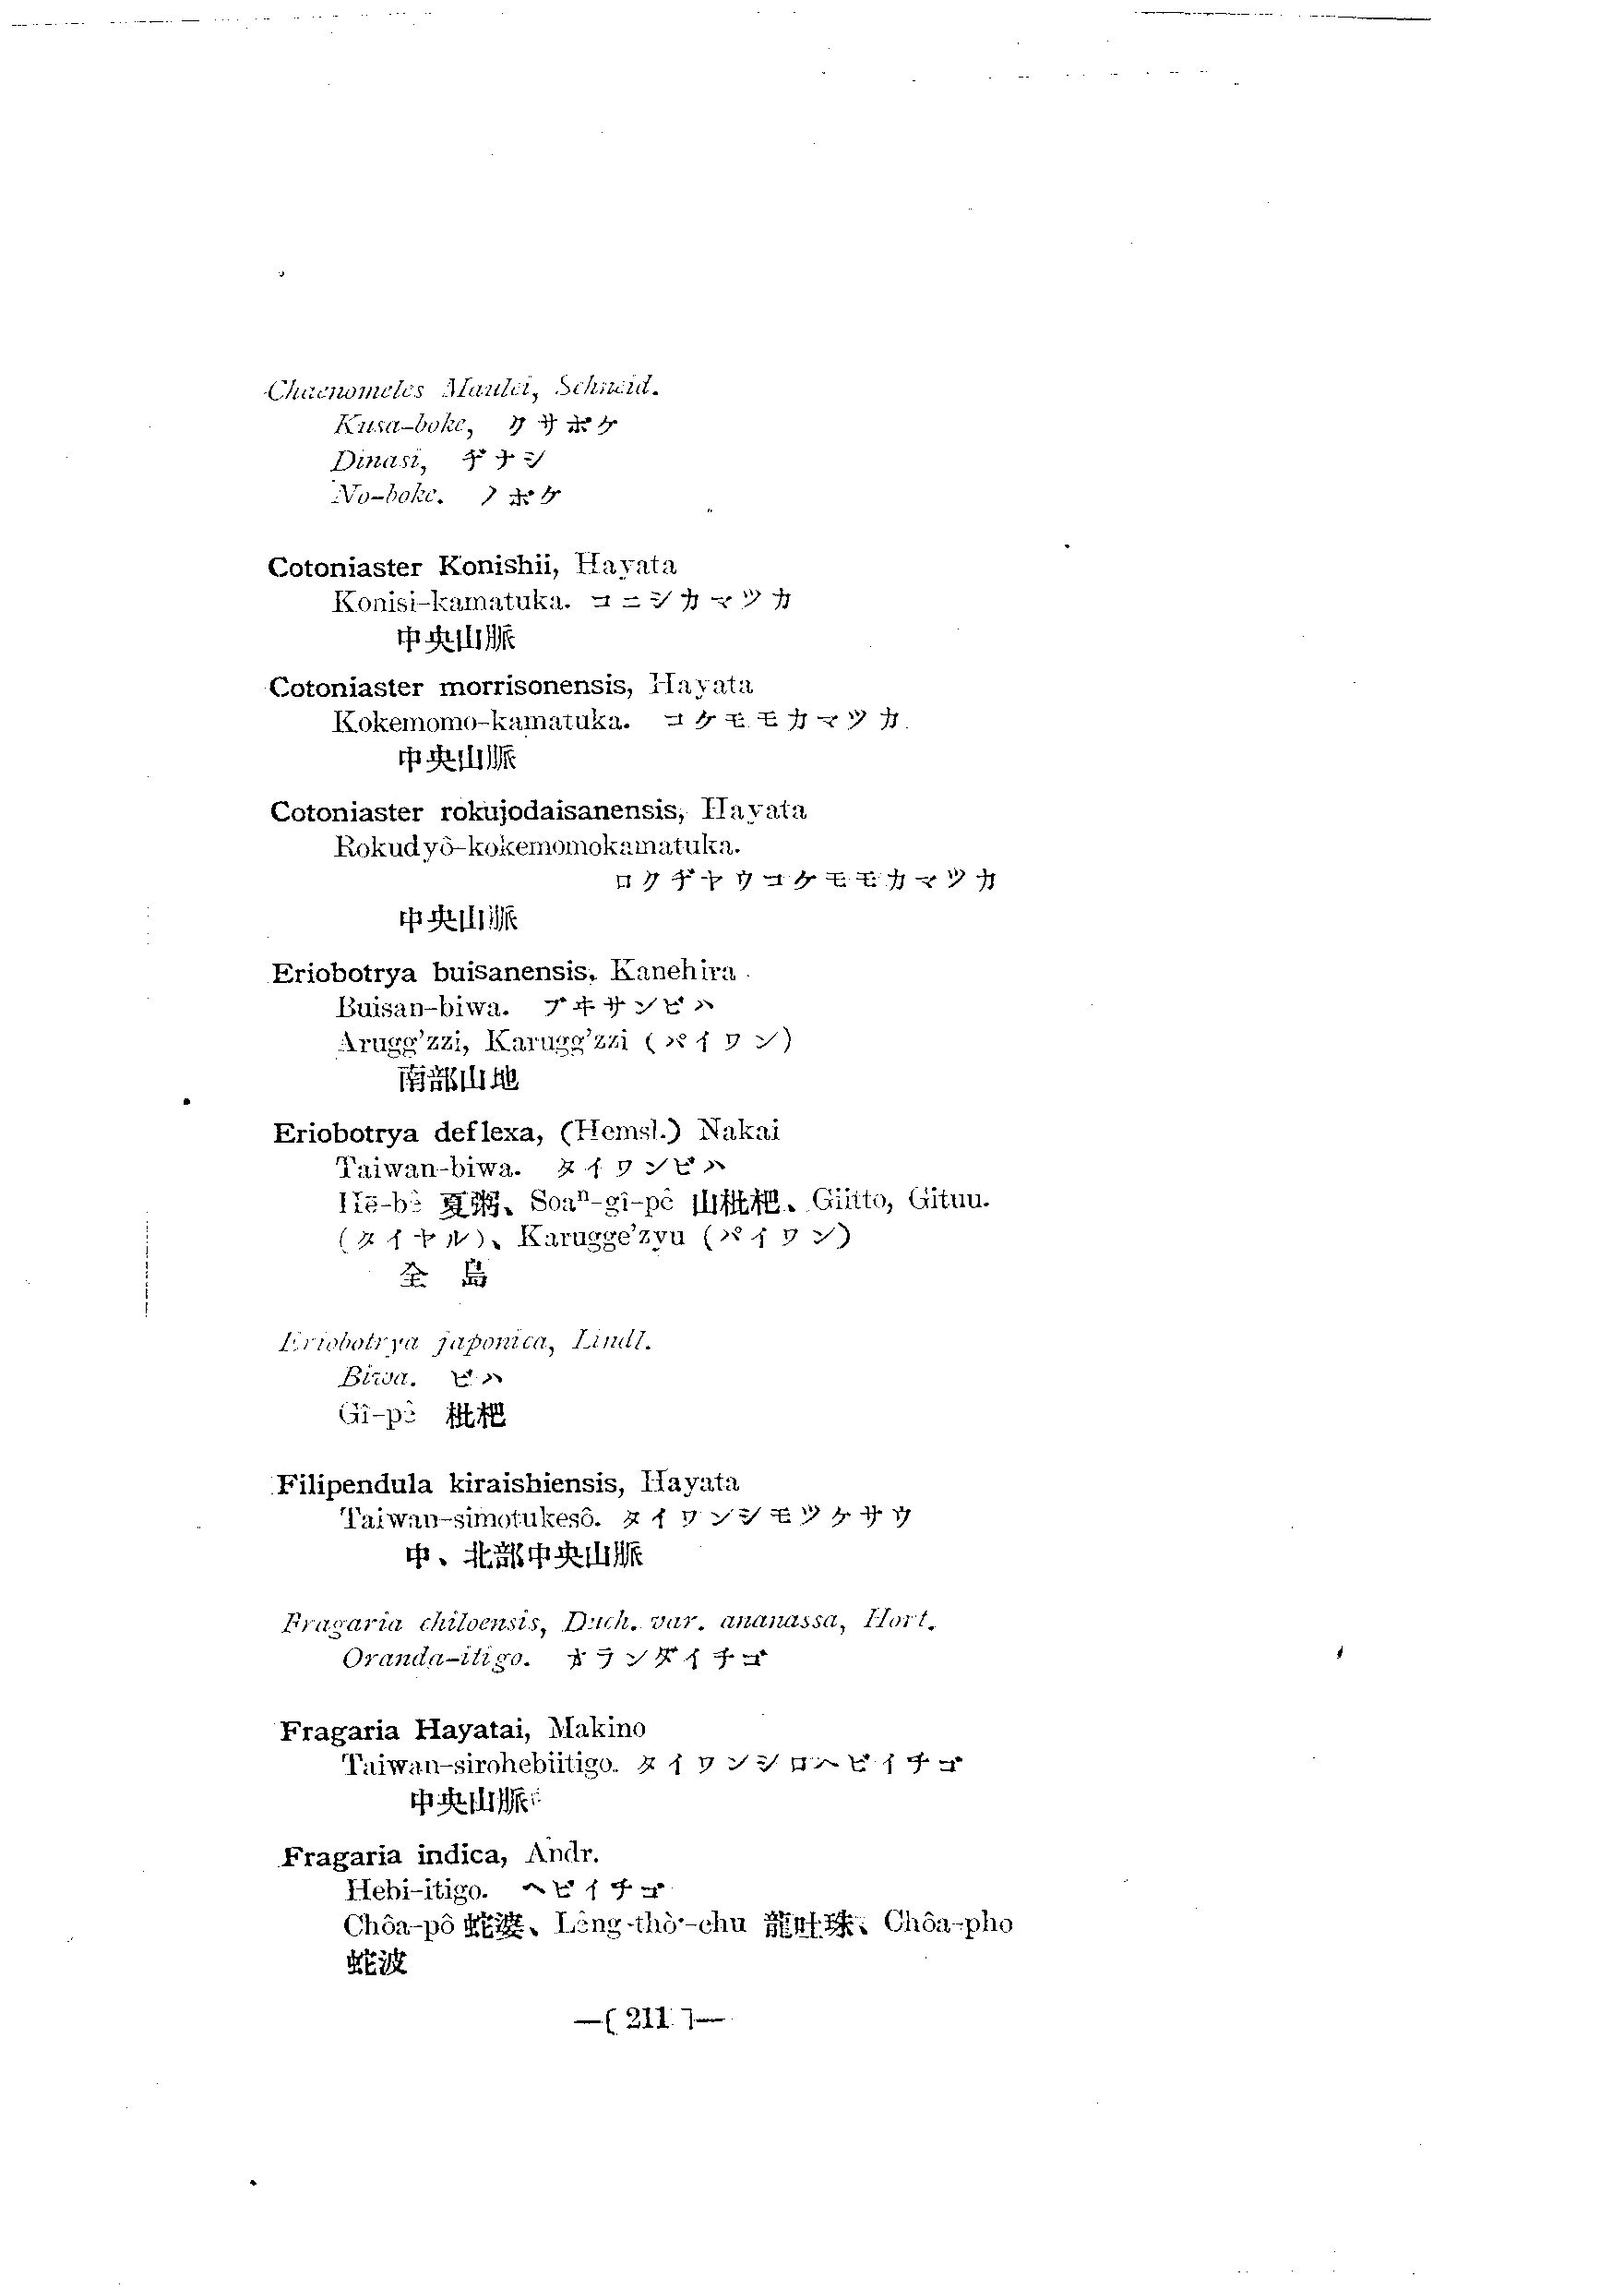 Chaenomeles Maulei, Schneid.
Kusa-boke, クサボケ
Dinasi, ヂナシ
No-boke. ノボケ
Cotoniaster Konishii, Hayata
Konisi-kamatuka. コニシカマツカ
中央山脈
Cotoniaster morrisonensis, Hayata
Kokemomo-kamatuka. コケモモカマツカ
中央山脈
Cotoniaster rokujodaisanensis, Hayata
Rokudyô-kokemomokamatuka.
ロクヂヤウコケモモカマツカ
中央山脈
Eriobotrya buisanensis, Kanehira
Buisan-biwa. ブヰサンビハ
Arugg'zzi, Karugg'zzi (パイワン)
南部山地
Eriobotrya deflexa, (Hemsl.) Nakai
Taiwan-biwa. タイワンビハ
夏粥、Soaⁿ-gî-pê 山枇杷、Giitto, Gituu.
(タイヤル)、Karugge'zyu (パイワン)
全 島
Eriobotrya japonica, Lindl.
Biwa. ビハ
Gî-pê 枇杷
Filipendula kiraishiensis, Hayata
Taiwan-simotukesô. タイワンシモツケサウ
中、北部中央山脈
Fragaria chiloensis, Duch. var. ananassa, Hort.
Oranda-itigo. オランダイチゴ
Fragaria Hayatai, Makino
Taiwan-sirohebiitigo. タイワンシロヘビイチゴ
中央山脈
Fragaria indica, Andr.
Hebi-itigo. ヘビイチゴ
Chôa-pô 蛇婆、Lêng-thò·-chu 龍吐珠、Chôa-pho
蛇波
—( 211 )—